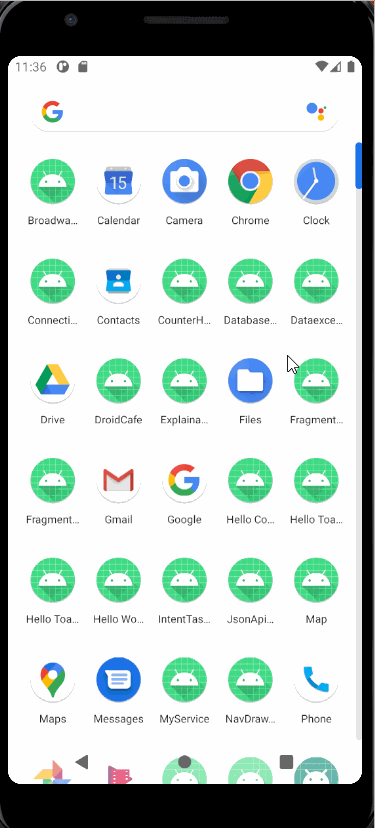 11:36
Broadwa...
Calendar
Camera
Chrome
Clock
15
Connecti...
Contacts
CounterH...
Database...
Dataexce...
Drive
DroidCafe
Explaina...
Files
Fragment...
Fragment...
Gmail
Google
Hello Co...
Hello Toa...
Hello Toa...
Hello Wo...
IntentTas...
JsonApi...
Map
Maps
Messages
MyService
NavDraw...
Phone